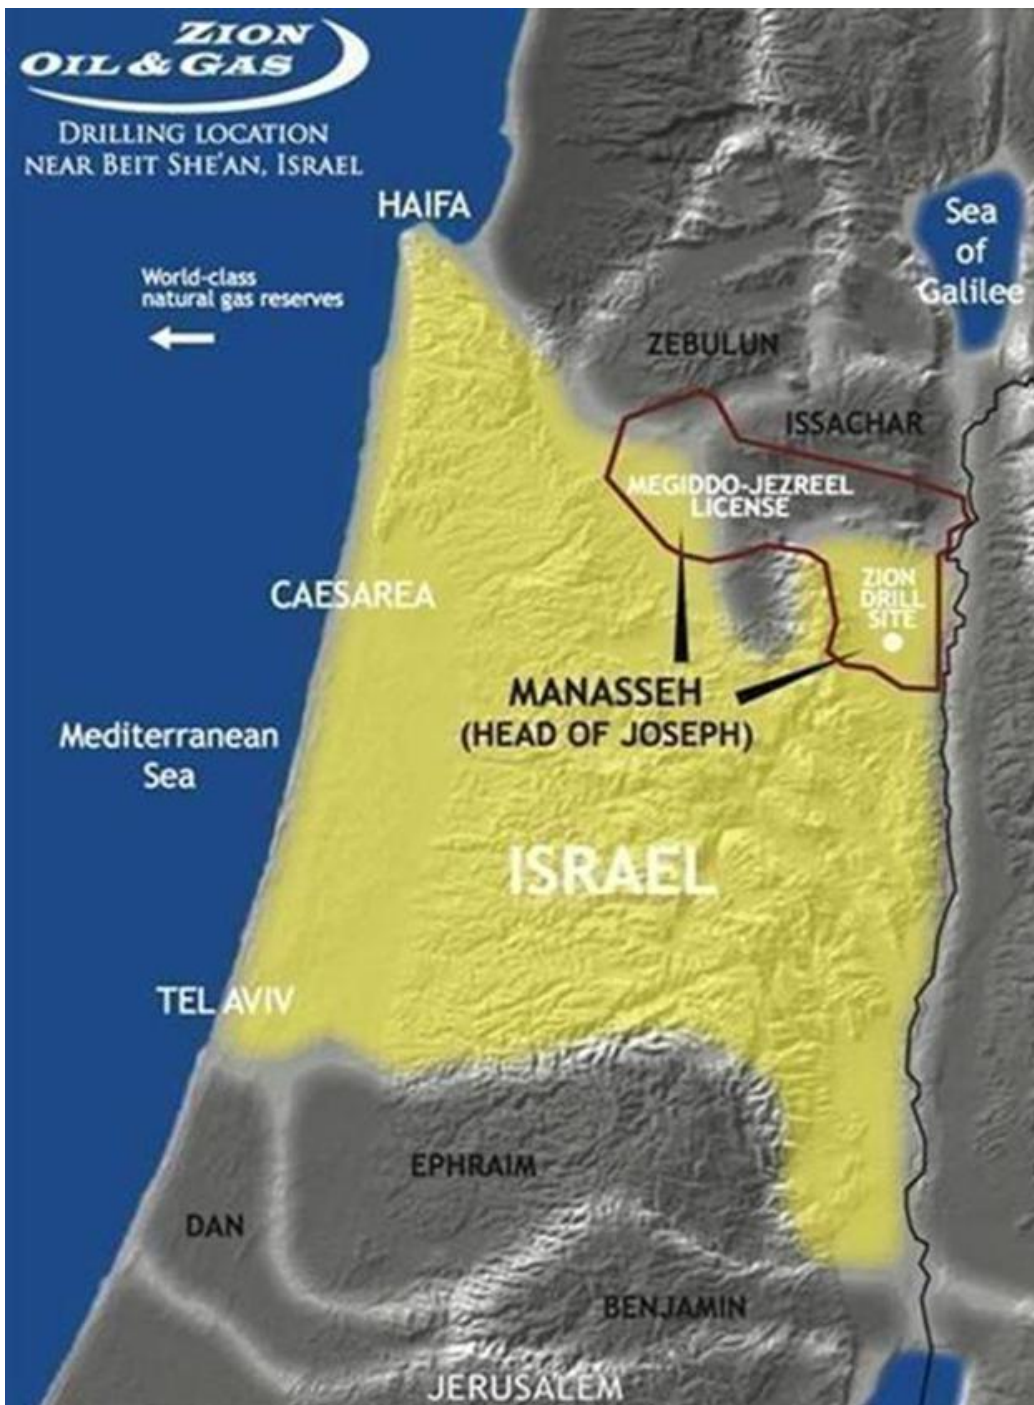 ZION
OIL & GAS
DRILLING LOCATION
NEAR BEIT SHE'AN, ISRAEL
HAIFA
Sea
of
Galilee
World-class
natural gas reserves
ZEBULUN
ISSACHAR
MEGIDDO-JEZREEL
LICENSE
CAESAREA
ZION
DRILL
SITE
MANASSEH
(HEAD OF JOSEPH)
Mediterranean
Sea
ISRAEL
TEL AVIV
EPHRAIM
DAN
BENJAMIN
JERUSALEM